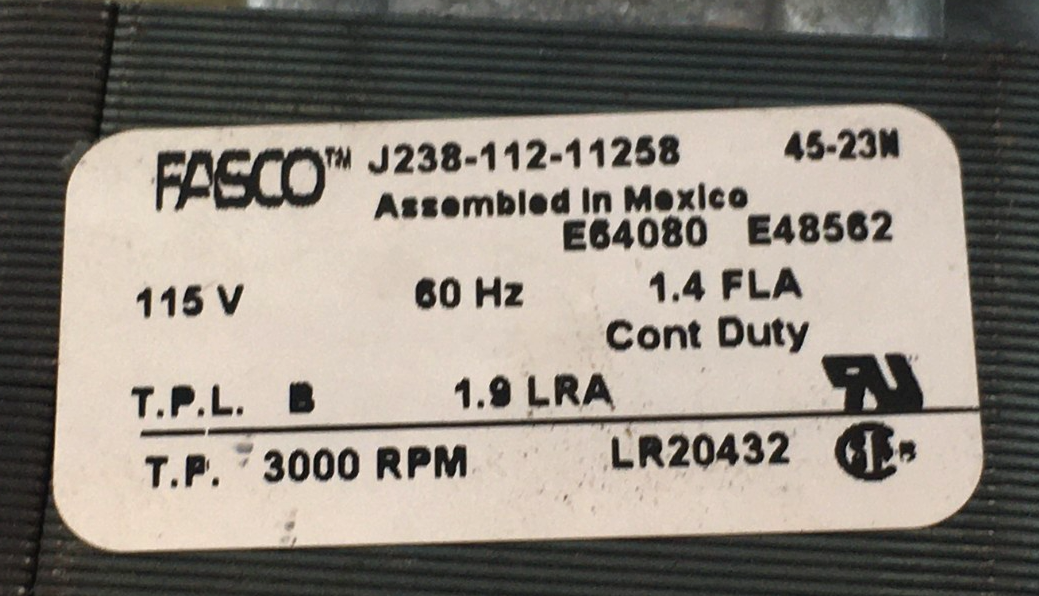 FASCO™ J238-112-11258 45-23N
Assembled in Mexico
E64080 E48562
115 V 60 Hz 1.4 FLA
Cont Duty
T.P.L. B 1.9 LRA
T.P. 3000 RPM LR20432